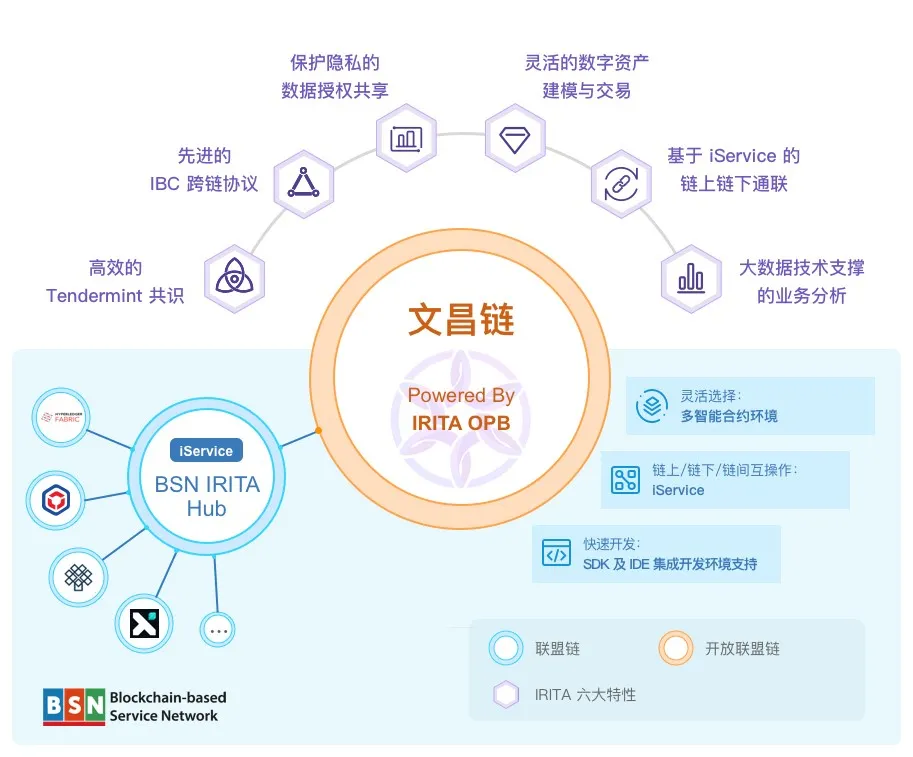 保护隐私的
数据授权共享
灵活的数字资产
建模与交易
先进的
IBC 跨链协议
基于 iService 的
链上链下通联
高效的
Tendermint 共识
大数据技术支撑
的业务分析
文昌链
Powered By
IRITA OPB
HYPERLEDGER
FABRIC
iService
BSN IRITA
Hub
灵活选择：
多智能合约环境
链上/链下/链间互操作：
iService
快速开发：
SDK 及 IDE 集成开发环境支持
...
联盟链
开放联盟链
IRITA 六大特性
BSN
Blockchain-based
Service Network